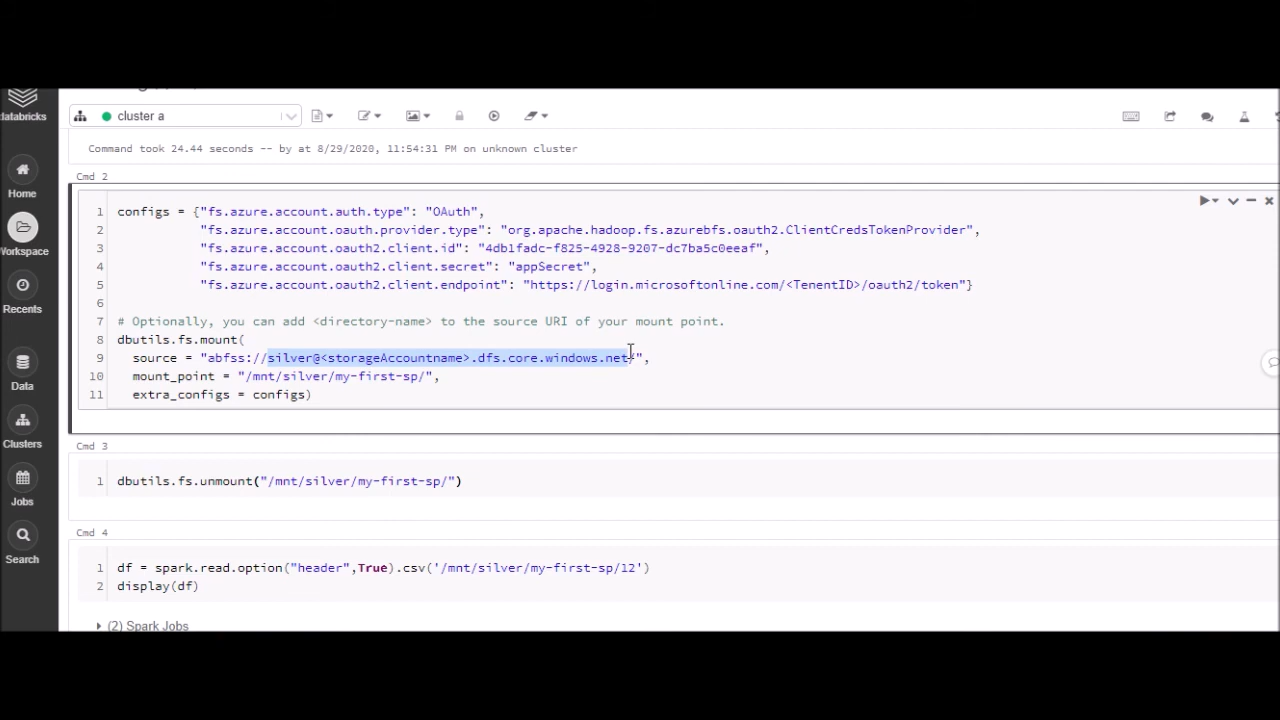 databricks
cluster a
Command took 24.44 seconds -- by at 8/29/2020, 11:54:31 PM on unknown cluster
Cmd 2
1 configs = {"fs.azure.account.auth.type": "OAuth",
2 "fs.azure.account.oauth.provider.type": "org.apache.hadoop.fs.azurebfs.oauth2.ClientCredsTokenProvider",
3 "fs.azure.account.oauth2.client.id": "4db1fadc-f825-4928-9207-dc7ba5c0eeaf",
4 "fs.azure.account.oauth2.client.secret": "appSecret",
5 "fs.azure.account.oauth2.client.endpoint": "https://login.microsoftonline.com/<TenentID>/oauth2/token"}
6
7 # Optionally, you can add <directory-name> to the source URI of your mount point.
8 dbutils.fs.mount(
9 source = "abfss://silver@<storageAccountname>.dfs.core.windows.net/",
10 mount_point = "/mnt/silver/my-first-sp/",
11 extra_configs = configs)
Cmd 3
1 dbutils.fs.unmount("/mnt/silver/my-first-sp/")
Cmd 4
1 df = spark.read.option("header",True).csv('/mnt/silver/my-first-sp/12')
2 display(df)
(2) Spark Jobs
Home
Workspace
Recents
Data
Clusters
Jobs
Search